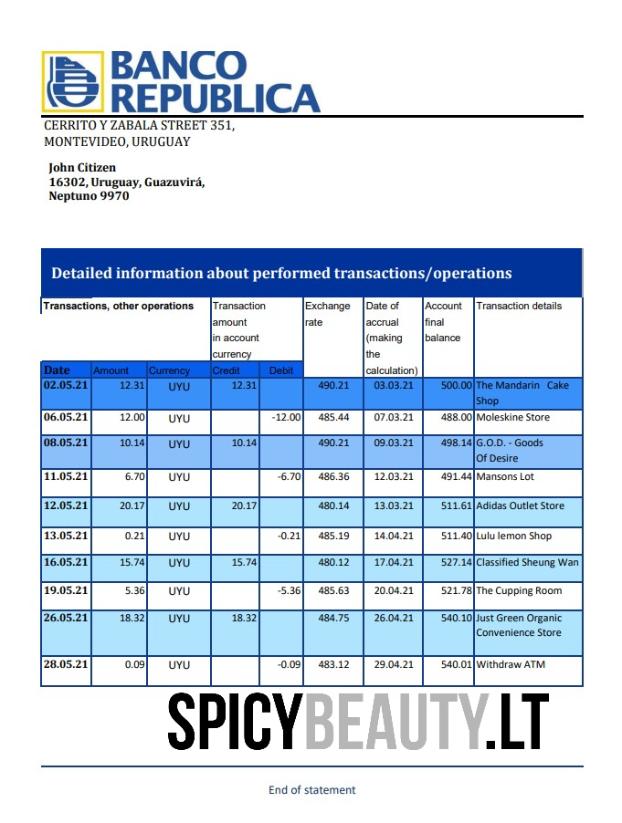 BANCO
REPUBLICA
CERRITO Y ZABALA STREET 351,
MONTEVIDEO, URUGUAY
John Citizen
16302, Uruguay, Guazuvirá,
Neptuno 9970
Detailed information about performed transactions/operations
Transactions, other operations
Transaction
amount
in account
currency
Exchange
rate
Date of
accrual
(making
the
calculation)
Account
final
balance
Transaction details
Date Amount Currency Credit Debit
02.05.21 12.31 UYU 12.31 490.21 03.03.21 500.00 The Mandarin Cake
Shop
06.05.21 12.00 UYU -12.00 485.44 07.03.21 488.00 Moleskine Store
08.05.21 10.14 UYU 10.14 490.21 09.03.21 498.14 G.O.D. - Goods
Of Desire
11.05.21 6.70 UYU -6.70 486.36 12.03.21 491.44 Mansons Lot
12.05.21 20.17 UYU 20.17 480.14 13.03.21 511.61 Adidas Outlet Store
13.05.21 0.21 UYU -0.21 485.19 14.04.21 511.40 Lulu lemon Shop
16.05.21 15.74 UYU 15.74 480.12 17.04.21 527.14 Classified Sheung Wan
19.05.21 5.36 UYU -5.36 485.63 20.04.21 521.78 The Cupping Room
26.05.21 18.32 UYU 18.32 484.75 26.04.21 540.10 Just Green Organic
Convenience Store
28.05.21 0.09 UYU -0.09 483.12 29.04.21 540.01 Withdraw ATM
SPICYBEAUTY.LT
End of statement